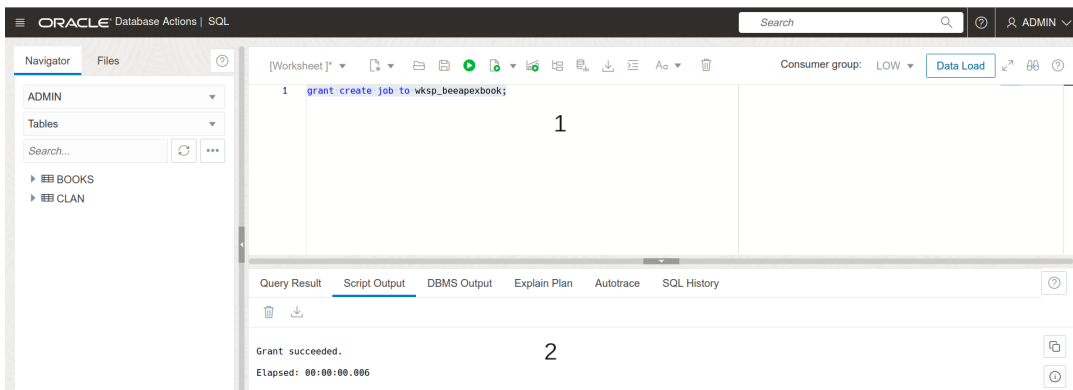 ORACLE Database Actions | SQL
Search
ADMIN
Navigator
Files
ADMIN
Tables
Search...
BOOKS
CLAN
[Worksheet ]*
Aa
Consumer group:
LOW
Data Load
1
grant create job to wksp_beeapexbook;
1
Query Result
Script Output
DBMS Output
Explain Plan
Autotrace
SQL History
Grant succeeded.
2
Elapsed: 00:00:00.006